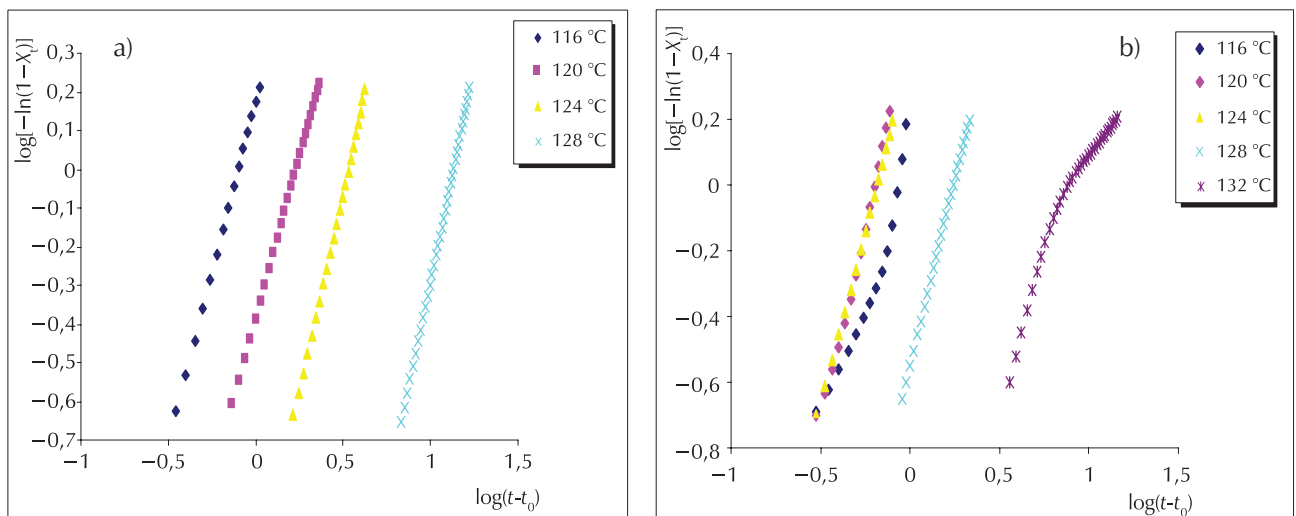 a)
log[−ln(1−Xt)]
0,3
0,2
0,1
0
−0,1
−0,2
−0,3
−0,4
−0,5
−0,6
−0,7
−1
−0,5
0
0,5
1
1,5
log(t-t0)
116 °C
120 °C
124 °C
128 °C
b)
log[−ln(1−Xt)]
0,4
0,2
0
−0,2
−0,4
−0,6
−0,8
−1
−0,5
0
0,5
1
1,5
log(t-t0)
116 °C
120 °C
124 °C
128 °C
132 °C